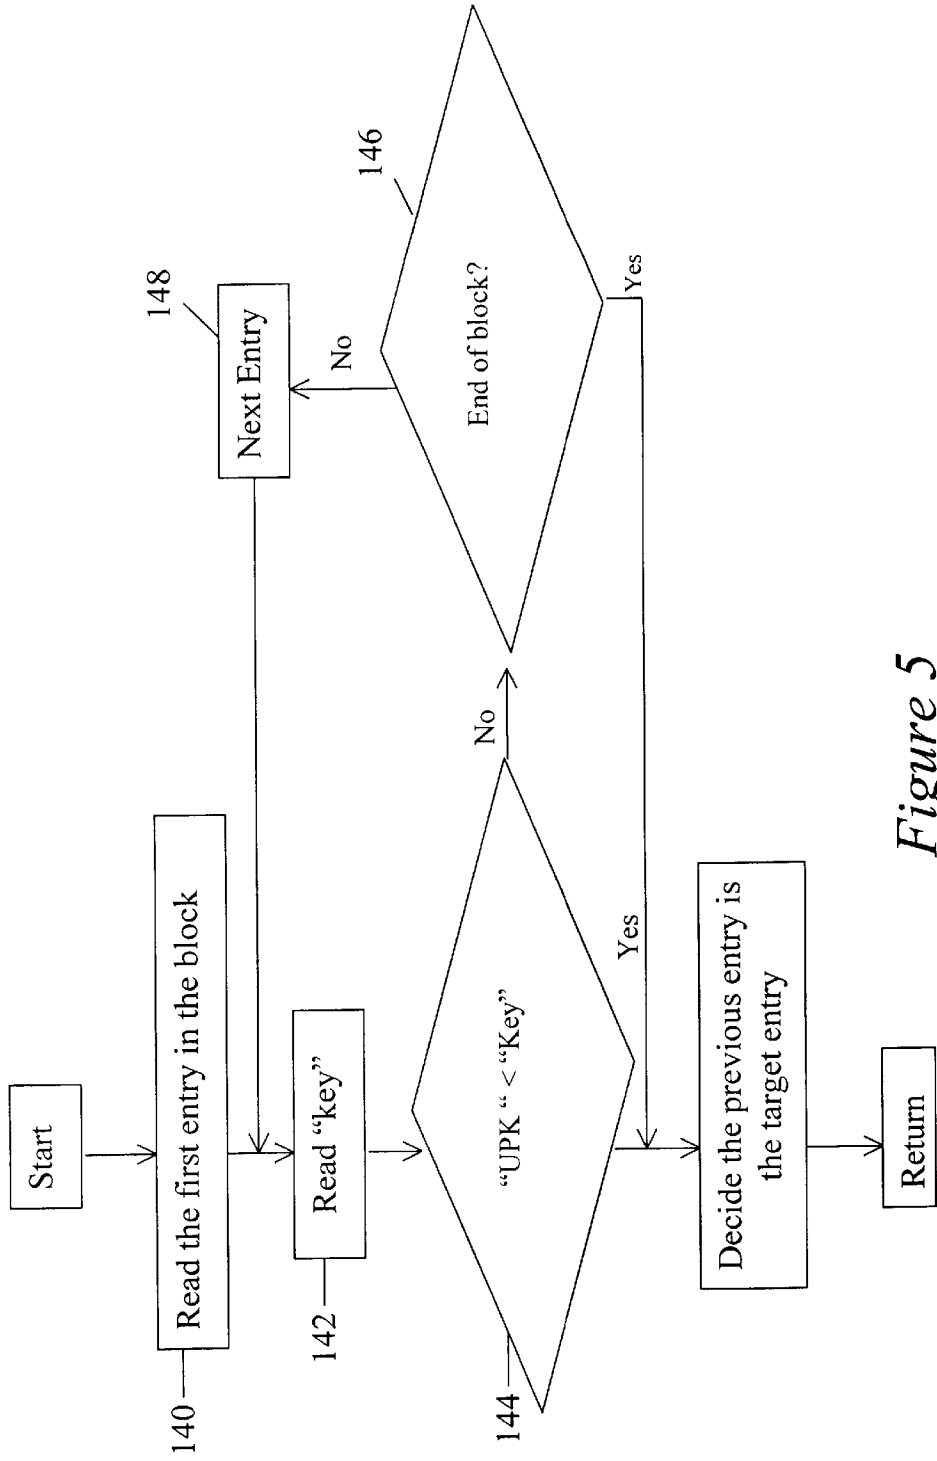 Start
Read the first entry in the block
140
Read “key”
142
“UPK “ < “Key”
144
No
Yes
End of block?
146
No
Yes
Next Entry
148
Decide the previous entry is
the target entry
Return
Figure 5